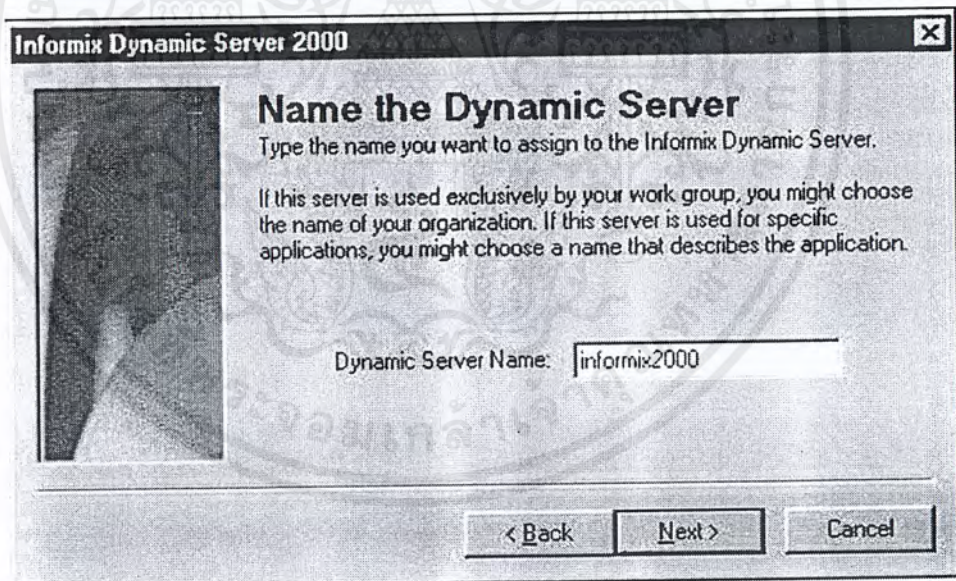 Informix Dynamic Server 2000
Name the Dynamic Server
Type the name you want to assign to the Informix Dynamic Server.
If this server is used exclusively by your work group, you might choose
the name of your organization. If this server is used for specific
applications, you might choose a name that describes the application.
Dynamic Server Name: informix2000
< Back Next > Cancel